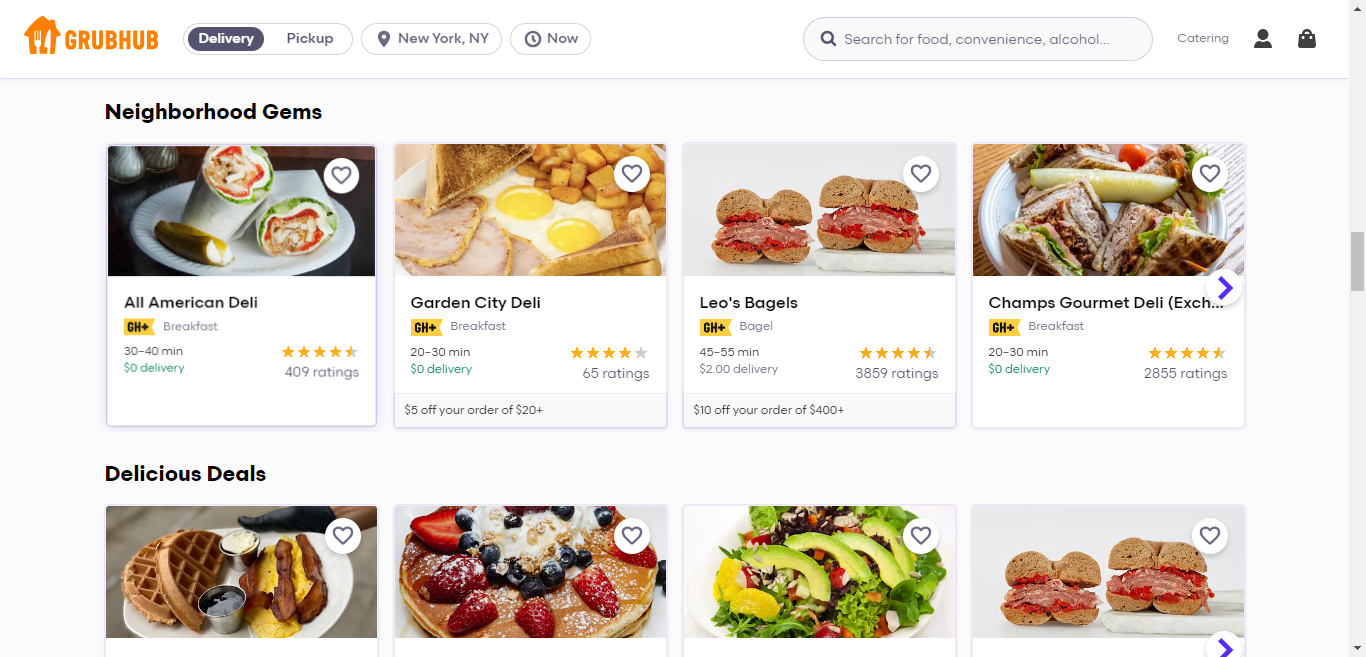 GRUBHUB
Delivery
Pickup
New York, NY
Now
Search for food, convenience, alcohol...
Catering
Neighborhood Gems
All American Deli
GH+ Breakfast
30–40 min
$0 delivery
409 ratings
Garden City Deli
GH+ Breakfast
20–30 min
$0 delivery
65 ratings
$5 off your order of $20+
Leo's Bagels
GH+ Bagel
45–55 min
$2.00 delivery
3859 ratings
$10 off your order of $400+
Champs Gourmet Deli (Exch...
GH+ Breakfast
20–30 min
$0 delivery
2855 ratings
Delicious Deals